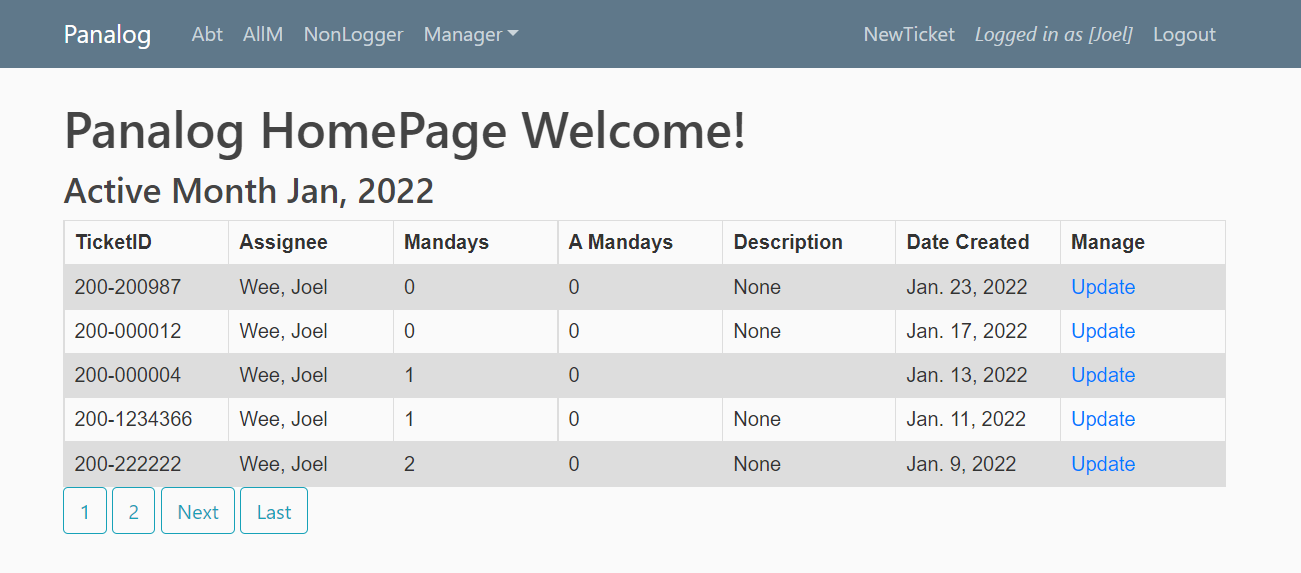 Panalog Abt AllM NonLogger Manager NewTicket Logged in as [Joel] Logout
Panalog HomePage Welcome!
Active Month Jan, 2022
TicketID Assignee Mandays A Mandays Description Date Created Manage
200-200987 Wee, Joel 0 0 None Jan. 23, 2022 Update
200-000012 Wee, Joel 0 0 None Jan. 17, 2022 Update
200-000004 Wee, Joel 1 0 Jan. 13, 2022 Update
200-1234366 Wee, Joel 1 0 None Jan. 11, 2022 Update
200-222222 Wee, Joel 2 0 None Jan. 9, 2022 Update
1 2 Next Last